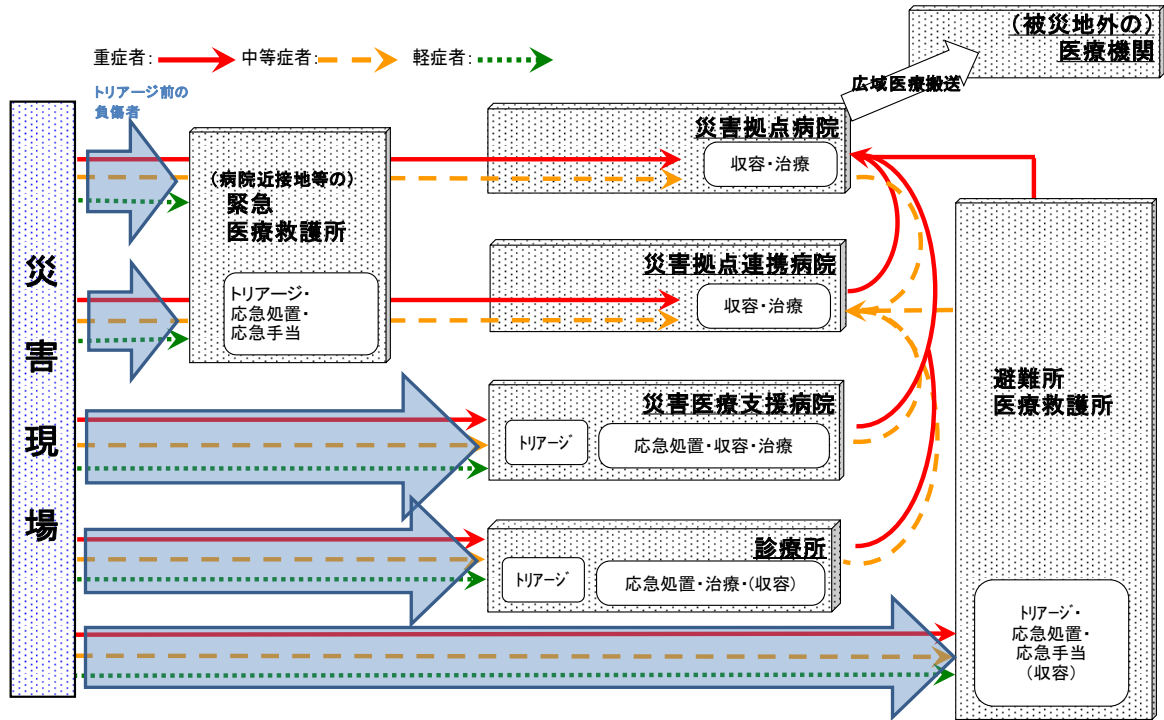 重症者:
中等症者:
軽症者:
トリアージ前の
負傷者
(被災地外の)
医療機関
広域医療搬送
災害拠点病院
収容・治療
(病院近接地等の)
緊急
医療救護所
トリアージ・
応急処置・
応急手当
災害拠点連携病院
収容・治療
災害現場
災害医療支援病院
トリアージ
応急処置・収容・治療
診療所
トリアージ
応急処置・治療・(収容)
避難所
医療救護所
トリアージ・
応急処置・
応急手当
(収容)